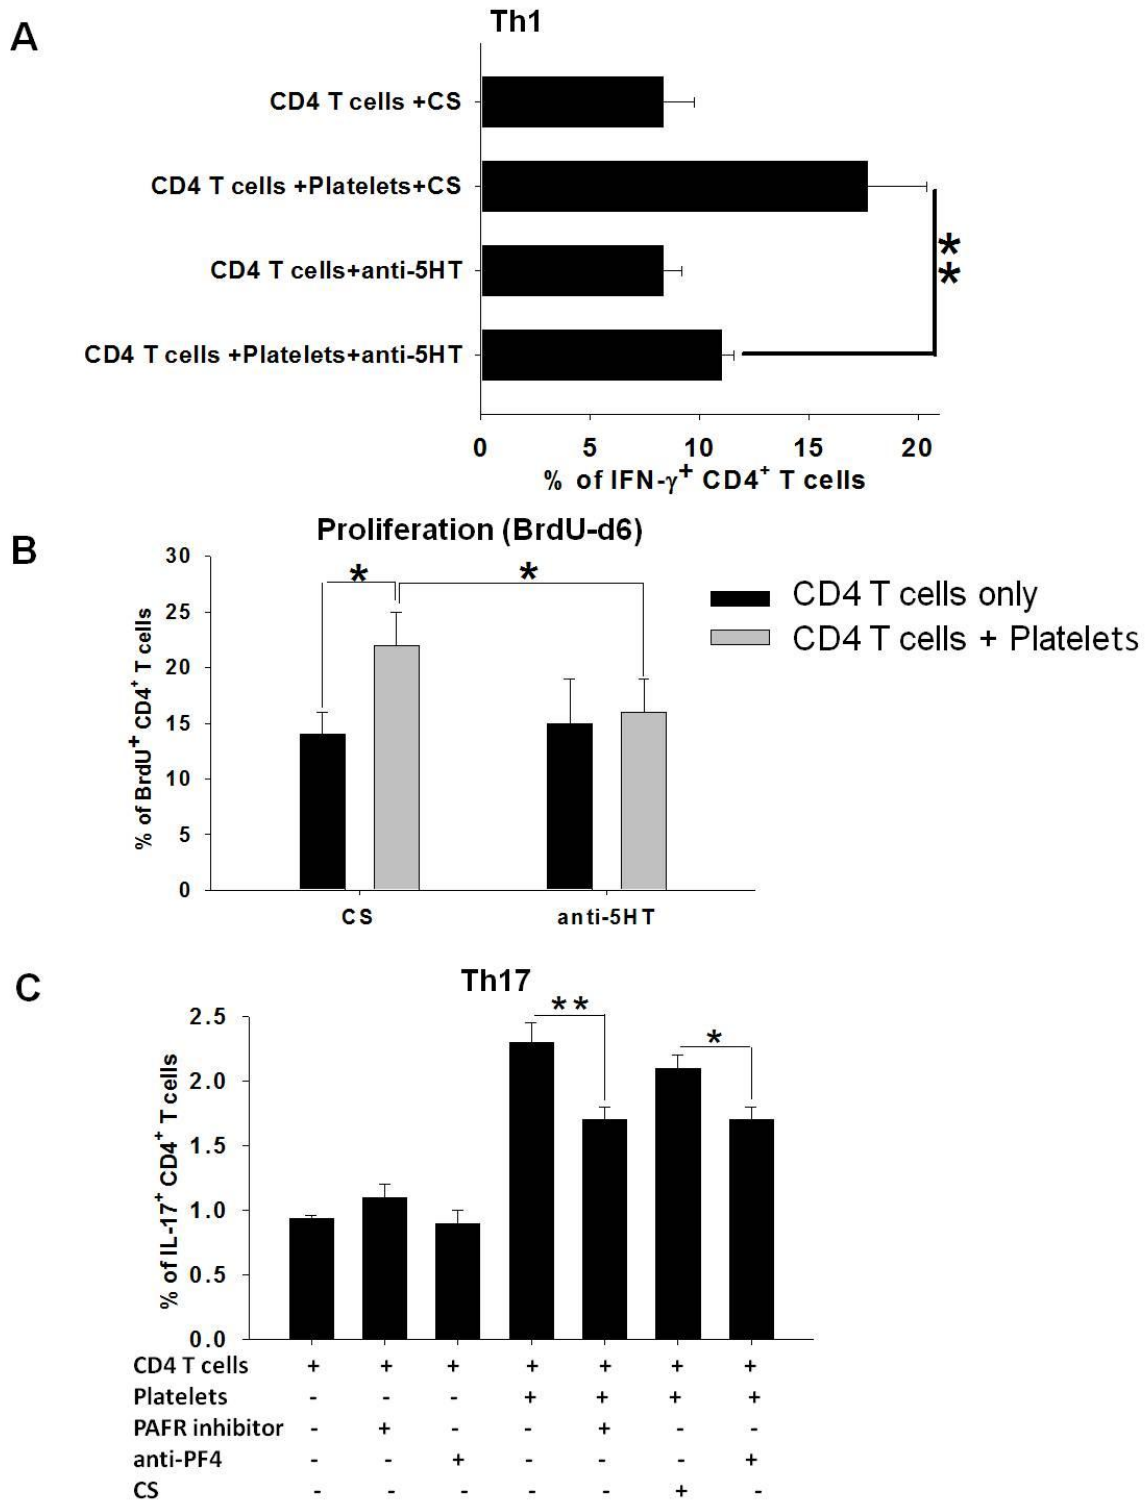 A
Th1
CD4 T cells +CS
CD4 T cells +Platelets+CS
CD4 T cells+anti-5HT
CD4 T cells +Platelets+anti-5HT
**
0 5 10 15 20
% of IFN-γ+ CD4+ T cells
B
Proliferation (BrdU-d6)
% of BrdU+ CD4+ T cells
30
25
20
15
10
5
0
* *
CS anti-5HT
CD4 T cells only
CD4 T cells + Platelets
C
Th17
% of IL-17+ CD4+ T cells
2.5
2.0
1.5
1.0
0.5
0.0
** *
CD4 T cells + + + + + + +
Platelets - - - + + + +
PAFR inhibitor - + - - + - -
anti-PF4 - - + - - - +
CS - - - - - + -